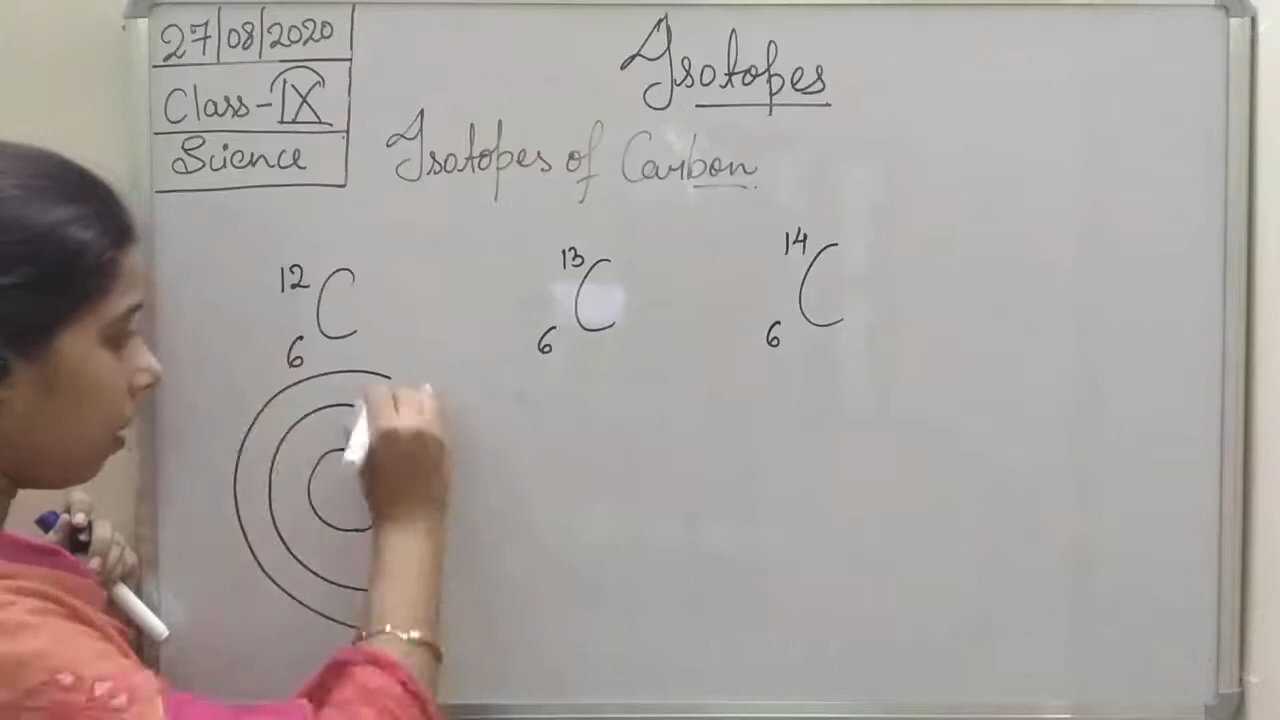 27/08/2020
Class-IX
Science
Isotopes
Isotopes of Carbon
12 C 6
13 C 6
14 C 6